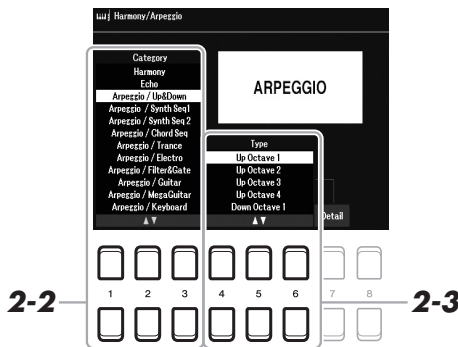 Harmony/Arpeggio
Category
Harmony
Echo
Arpeggio / Up&Down
Arpeggio / Synth Seq1
Arpeggio / Synth Seq 2
Arpeggio / Chord Seq
Arpeggio / Trance
Arpeggio / Electro
Arpeggio / Filter&Gate
Arpeggio / Guitar
Arpeggio / MegaGuitar
Arpeggio / Keyboard
▲▼
ARPEGGIO
Type
Up Octave 1
Up Octave 2
Up Octave 3
Up Octave 4
Down Octave 1
▲▼
Detail
2-2
1 2 3 4 5 6 7 8
2-3